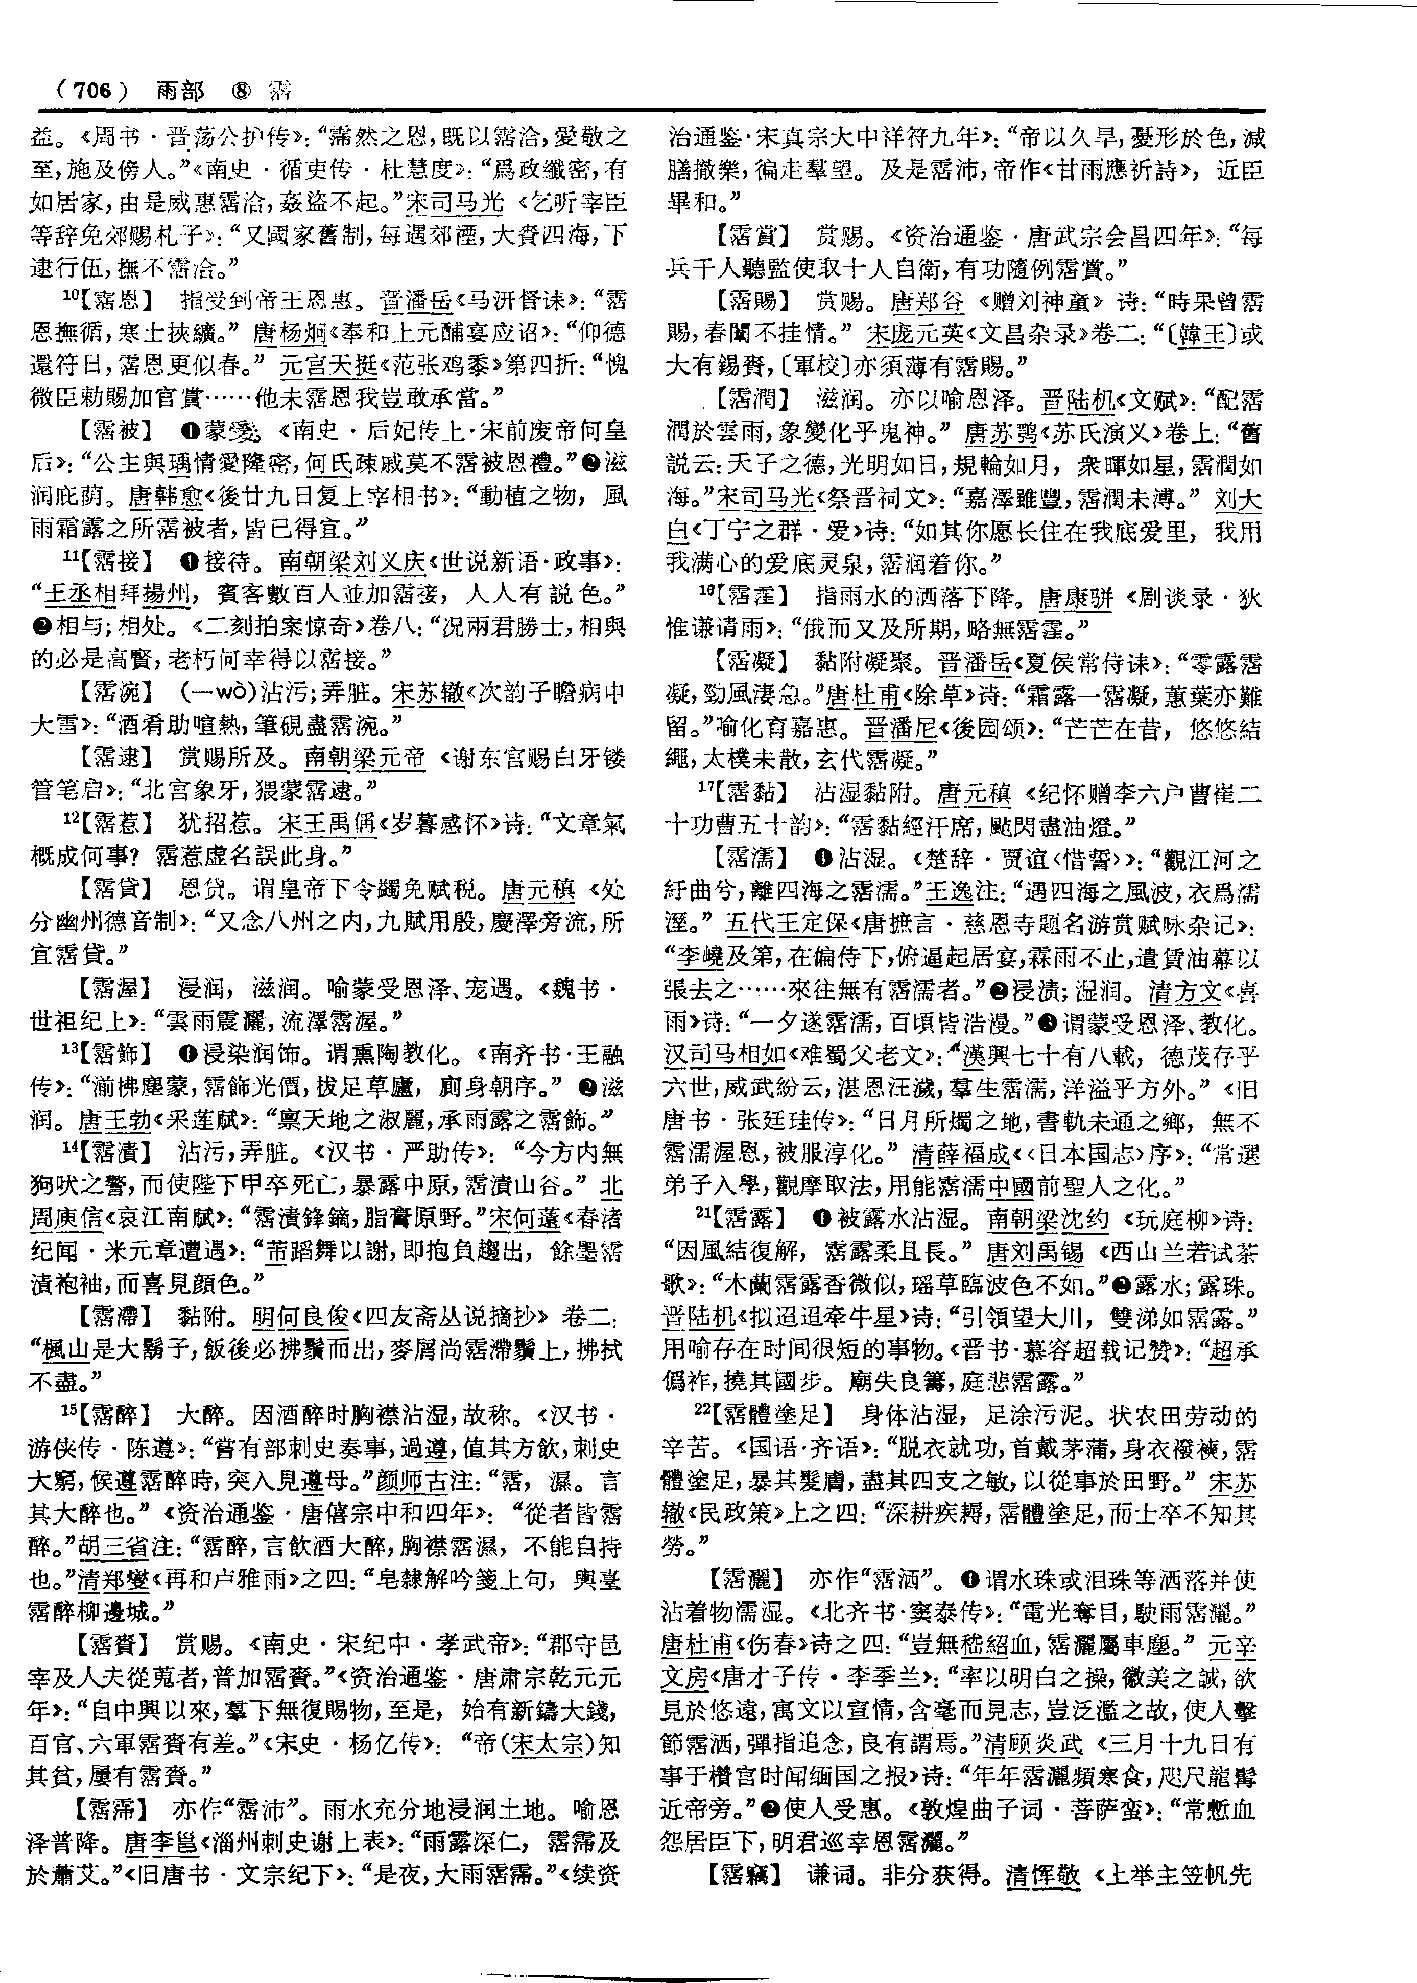 （706） 雨部 ⑧ 霑
益。《周书·晋荡公护传》：“霈然之恩，既以霑洽，愛敬之
至，施及傍人。”《南史·循吏传·杜慧度》：“爲政纖密，有
如居家，由是威惠霑洽，姦盜不起。”宋司马光《乞听宰臣
等辞免郊赐札子》：“又國家舊制，每遇郊禋，大賚四海，下
逮行伍，撫不霑洽。”
¹⁰【霑恩】 指受到帝王恩惠。晋潘岳《马汧督诔》：“霑
恩撫循，寒士挾纊。”唐杨炯《奉和上元酺宴应诏》：“仰德
還符日，霑恩更似春。”元宫天挺《范张鸡黍》第四折：“愧
微臣勅賜加官賞……他未霑恩我豈敢承當。”
【霑被】 ❶蒙受。《南史·后妃传上·宋前废帝何皇
后》：“公主與瑀情愛隆密，何氏疎戚莫不霑被恩禮。”❷滋
润庇荫。唐韩愈《後廿九日复上宰相书》：“動植之物，風
雨霜露之所霑被者，皆已得宜。”
¹¹【霑接】 ❶接待。南朝梁刘义庆《世说新语·政事》：
“王丞相拜揚州，賓客數百人並加霑接，人人有説色。”
❷相与；相处。《二刻拍案惊奇》卷八：“况兩君勝士，相與
的必是高賢，老朽何幸得以霑接。”
【霑涴】 （—wò）沾污；弄脏。宋苏辙《次韵子瞻病中
大雪》：“酒肴助喧熱，筆硯盡霑涴。”
【霑逮】 赏赐所及。南朝梁元帝《谢东宫赐白牙镂
管笔启》：“北宫象牙，猥蒙霑逮。”
¹²【霑惹】 犹招惹。宋王禹偁《岁暮感怀》诗：“文章氣
概成何事？霑惹虚名誤此身。”
【霑貸】 恩贷。谓皇帝下令蠲免赋税。唐元稹《处
分幽州德音制》：“又念八州之内，九賦用殷，慶澤旁流，所
宜霑貸。”
【霑渥】 浸润，滋润。喻蒙受恩泽、宠遇。《魏书·
世祖纪上》：“雲雨震灑，流澤霑渥。”
¹³【霑飾】 ❶浸染润饰。谓熏陶教化。《南齐书·王融
传》：“湔拂塵蒙，霑飾光價，拔足草廬，廁身朝序。”❷滋
润。唐王勃《采莲赋》：“禀天地之淑麗，承雨露之霑飾。”
¹⁴【霑漬】 沾污，弄脏。《汉书·严助传》：“今方内無
狗吠之警，而使陛下甲卒死亡，暴露中原，霑漬山谷。”北
周庾信《哀江南赋》：“霑漬鋒鏑，脂膏原野。”宋何薳《春渚
纪闻·米元章遭遇》：“芾蹈舞以謝，即抱負趨出，餘墨霑
漬袍袖，而喜見顔色。”
【霑滯】 黏附。明何良俊《四友斋丛说摘抄》卷二：
“楓山是大鬍子，飯後必拂鬚而出，麥屑尚霑滯鬚上，拂拭
不盡。”
¹⁵【霑醉】 大醉。因酒醉时胸襟沾湿，故称。《汉书·
游侠传·陈遵》：“嘗有部刺史奏事，過遵，值其方飲，刺史
大窮，候遵霑醉時，突入見遵母。”颜师古注：“霑，濕。言
其大醉也。”《资治通鉴·唐僖宗中和四年》：“從者皆霑
醉。”胡三省注：“霑醉，言飲酒大醉，胸襟霑濕，不能自持
也。”清郑燮《再和卢雅雨》之四：“皂隸解吟箋上句，輿臺
霑醉柳邊城。”
【霑賚】 赏赐。《南史·宋纪中·孝武帝》：“郡守邑
宰及人夫從蒐者，普加霑賚。”《资治通鉴·唐肃宗乾元元
年》：“自中興以來，羣下無復賜物，至是，始有新鑄大錢，
百官、六軍霑賚有差。”《宋史·杨亿传》：“帝（宋太宗）知
其貧，屢有霑賚。”
【霑霈】 亦作“霑沛”。雨水充分地浸润土地。喻恩
泽普降。唐李邕《淄州刺史谢上表》：“雨露深仁，霑霈及
於蕭艾。”《旧唐书·文宗纪下》：“是夜，大雨霑霈。”《续资
治通鉴·宋真宗大中祥符九年》：“帝以久旱，憂形於色，減
膳撤樂，徧走羣望。及是霑沛，帝作《甘雨應祈詩》，近臣
畢和。”
【霑賞】 赏赐。《资治通鉴·唐武宗会昌四年》：“每
兵千人聽監使取十人自衛，有功隨例霑賞。”
【霑賜】 赏赐。唐郑谷《赠刘神童》诗：“時果曾霑
賜，春闈不挂情。”宋庞元英《文昌杂录》卷二：“〔韓王〕或
大有錫賚，〔軍校〕亦須薄有霑賜。”
【霑潤】 滋润。亦以喻恩泽。晋陆机《文赋》：“配霑
潤於雲雨，象變化乎鬼神。”唐苏鹗《苏氏演义》卷上：“舊
説云：天子之德，光明如日，規輪如月，衆暉如星，霑潤如
海。”宋司马光《祭晋祠文》：“嘉澤雖豐，霑潤未溥。”刘大
白《丁宁之群·爱》诗：“如其你愿长住在我底爱里，我用
我满心的爱底灵泉，霑润着你。”
¹⁶【霑霔】 指雨水的洒落下降。唐康骈《剧谈录·狄
惟谦请雨》：“俄而又及所期，略無霑霔。”
【霑凝】 黏附凝聚。晋潘岳《夏侯常侍诔》：“零露霑
凝，勁風淒急。”唐杜甫《除草》诗：“霜露一霑凝，蕙葉亦難
留。”喻化育嘉惠。晋潘尼《後园颂》：“芒芒在昔，悠悠結
繩，太樸未散，玄代霑凝。”
¹⁷【霑黏】 沾湿黏附。唐元稹《纪怀赠李六户曹崔二
十功曹五十韵》：“霑黏經汗席，颭閃盡油燈。”
【霑濡】 ❶沾湿。《楚辞·贾谊〈惜誓〉》：“觀江河之
紆曲兮，離四海之霑濡。”王逸注：“遇四海之風波，衣爲濡
溼。”五代王定保《唐摭言·慈恩寺题名游赏赋咏杂记》：
“李嶢及第，在偏侍下，俯逼起居宴，霖雨不止，遣賃油幕以
張去之……來往無有霑濡者。”❷浸渍；湿润。清方文《喜
雨》诗：“一夕遂霑濡，百頃皆浩漫。”❸谓蒙受恩泽、教化。
汉司马相如《难蜀父老文》：“漢興七十有八載，德茂存乎
六世，威武紛云，湛恩汪濊，羣生霑濡，洋溢乎方外。”《旧
唐书·张廷珪传》：“日月所燭之地，書軌未通之鄉，無不
霑濡渥恩，被服淳化。”清薛福成《〈日本国志〉序》：“常選
弟子入學，觀摩取法，用能霑濡中國前聖人之化。”
²¹【霑露】 ❶被露水沾湿。南朝梁沈约《玩庭柳》诗：
“因風結復解，霑露柔且長。”唐刘禹锡《西山兰若试茶
歌》：“木蘭霑露香微似，瑶草臨波色不如。”❷露水；露珠。
晋陆机《拟迢迢牵牛星》诗：“引領望大川，雙涕如霑露。”
用喻存在时间很短的事物。《晋书·慕容超载记赞》：“超承
僞祚，撓其國步。廟失良籌，庭悲霑露。”
²²【霑體塗足】 身体沾湿，足涂污泥。状农田劳动的
辛苦。《国语·齐语》：“脱衣就功，首戴茅蒲，身衣襏襫，霑
體塗足，暴其髮膚，盡其四支之敏，以從事於田野。”宋苏
辙《民政策》上之四：“深耕疾耨，霑體塗足，而士卒不知其
勞。”
【霑灑】 亦作“霑洒”。❶谓水珠或泪珠等洒落并使
沾着物濡湿。《北齐书·窦泰传》：“電光奪目，駛雨霑灑。”
唐杜甫《伤春》诗之四：“豈無嵇紹血，霑灑屬車塵。”元辛
文房《唐才子传·李季兰》：“率以明白之操，徽美之誠，欲
見於悠遠，寓文以宣情，含毫而見志，豈泛濫之故，使人擊
節霑洒，彈指追念，良有謂焉。”清顾炎武《三月十九日有
事于欑宫时闻缅国之报》诗：“年年霑灑頻寒食，咫尺龍髯
近帝旁。”❷使人受惠。《敦煌曲子词·菩萨蛮》：“常慙血
怨居臣下，明君巡幸恩霑灑。”
【霑竊】 谦词。非分获得。清恽敬《上举主笠帆先